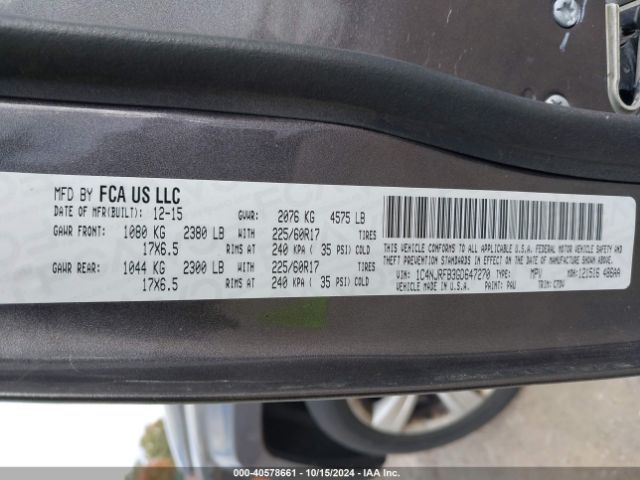 MFD BY FCA US LLC
DATE OF MFR(BUILT): 12-15 GVWR: 2076 KG 4575 LB
GAWR FRONT: 1080 KG 2380 LB WITH 225/60R17 TIRES
17X6.5 RIMS AT 240 KPA ( 35 PSI) COLD
GAWR REAR: 1044 KG 2300 LB WITH 225/60R17 TIRES
17X6.5 RIMS AT 240 KPA ( 35 PSI) COLD
THIS VEHICLE CONFORMS TO ALL APPLICABLE U.S.A. FEDERAL MOTOR VEHICLE SAFETY AND
THEFT PREVENTION STANDARDS IN EFFECT ON THE DATE OF MANUFACTURE SHOWN ABOVE.
VIN: 1C4NJRFB3GD647270 TYPE: MPV MDH: 121516 486AA
VEHICLE MADE IN U.S.A. PAINT: PAU TRIM: C7DV
000-40578661 - 10/15/2024 - IAA Inc.